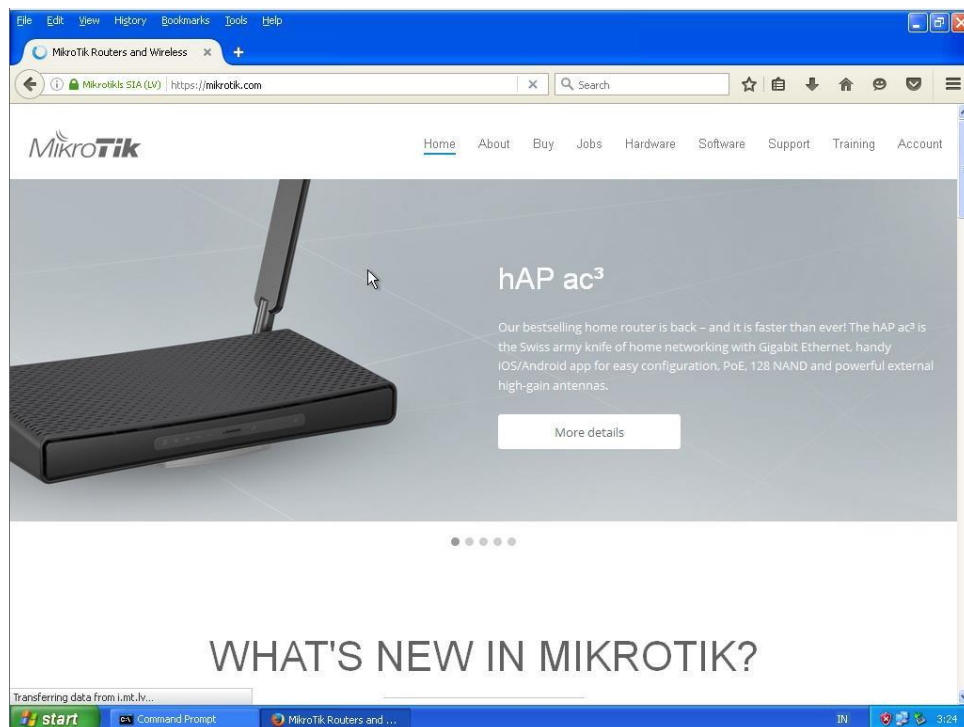 File Edit View History Bookmarks Tools Help
MikroTik Routers and Wireless
Mikrotikls SIA (LV) https://mikrotik.com Search
MikroTik Home About Buy Jobs Hardware Software Support Training Account
hAP ac³
Our bestselling home router is back – and it is faster than ever! The hAP ac³ is
the Swiss army knife of home networking with Gigabit Ethernet, handy
iOS/Android app for easy configuration, PoE, 128 NAND and powerful external
high-gain antennas.
More details
WHAT'S NEW IN MIKROTIK?
Transferring data from i.mt.lv...
start Command Prompt MikroTik Routers and ... IN 3:24